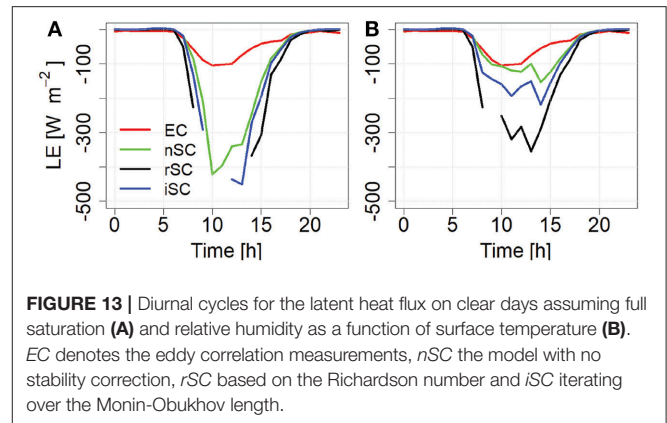 A
B
LE [W m⁻²]
-100
-300
-500
EC
nSC
rSC
iSC
0 5 10 15 20
Time [h]
-100
-300
-500
0 5 10 15 20
Time [h]
FIGURE 13 | Diurnal cycles for the latent heat flux on clear days assuming full
saturation (A) and relative humidity as a function of surface temperature (B).
EC denotes the eddy correlation measurements, nSC the model with no
stability correction, rSC based on the Richardson number and iSC iterating
over the Monin-Obukhov length.